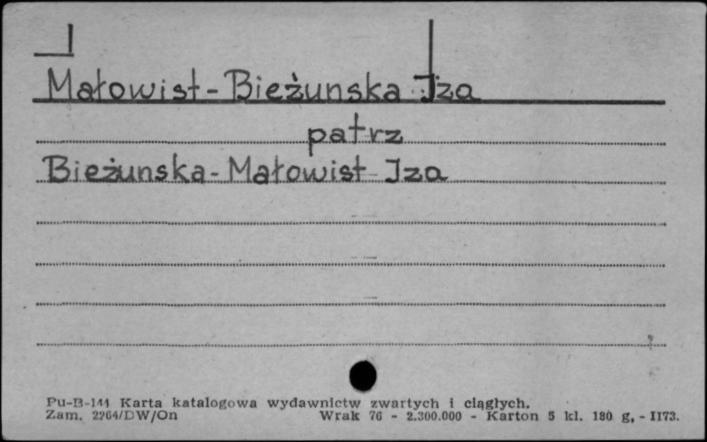 Małowist-Bieżunska Iza
patrz
Bieżunska-Małowist Iza
Pu-B-141 Karta katalogowa wydawnictw zwartych i ciągłych.
Zam. 2264/DW/On Wrak 76 - 2.300.000 - Karton 5 kl. 180 g, - II73.